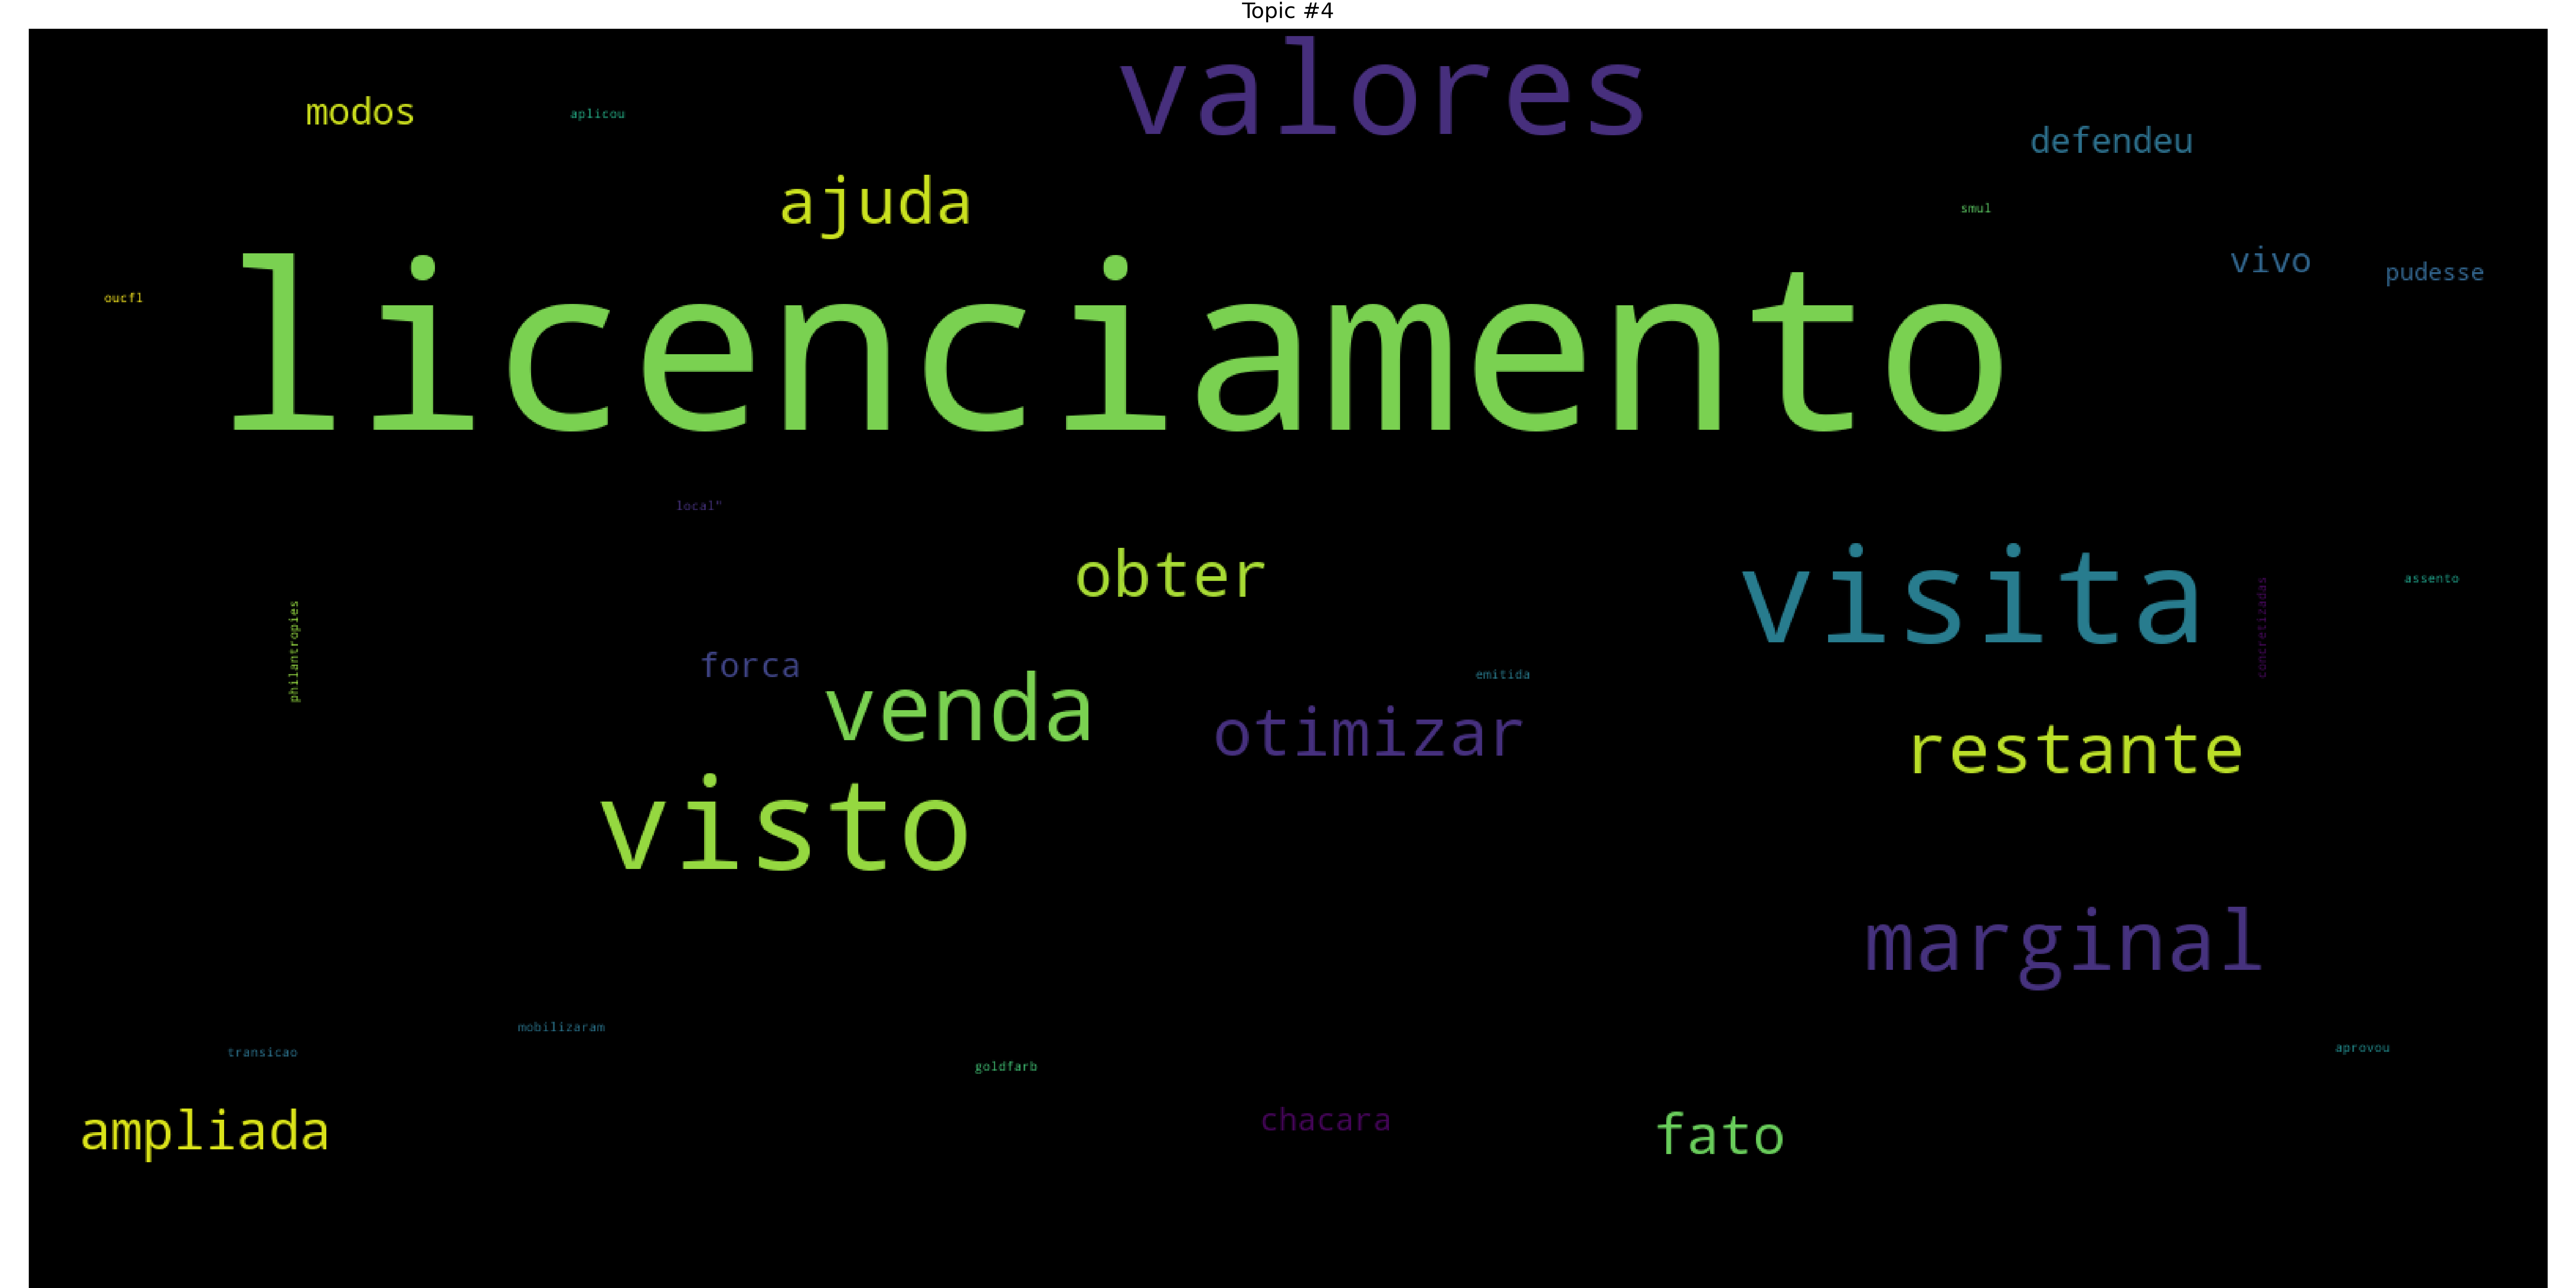 Topic #4
valores
modos
aplicou
defendeu
ajuda
smul
vivo
pudesse
oucfl
licenciamento
local"
obter
visita
assento
concretizadas
philantropies
forca
emitida
venda
otimizar
restante
visto
marginal
mobilizaram
transicao
aprovou
goldfarb
chacara
ampliada
fato